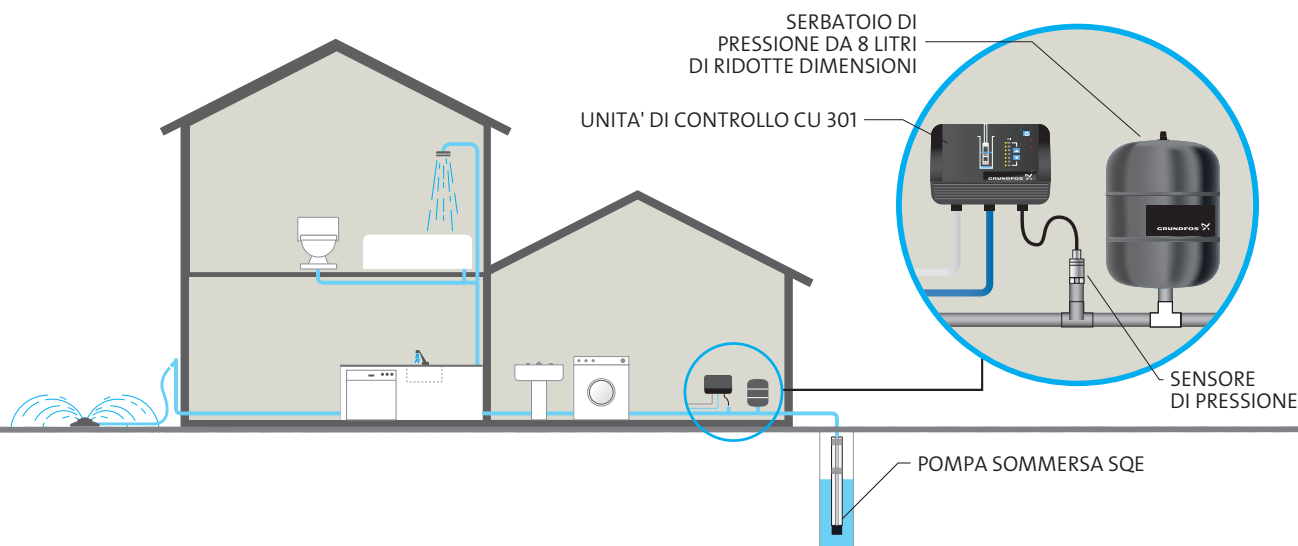 SERBATOIO DI
PRESSIONE DA 8 LITRI
DI RIDOTTE DIMENSIONI
UNITA' DI CONTROLLO CU 301
GRUNDFOS
GRUNDFOS
SENSORE
DI PRESSIONE
POMPA SOMMERSA SQE